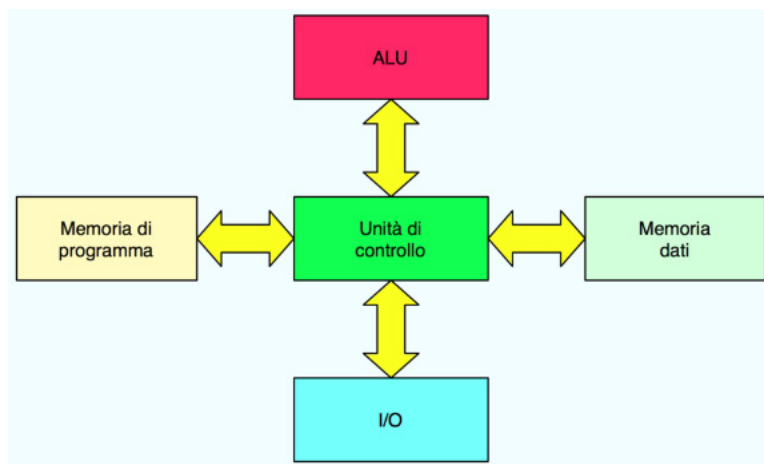 ALU
Memoria di
programma
Unità di
controllo
Memoria
dati
I/O